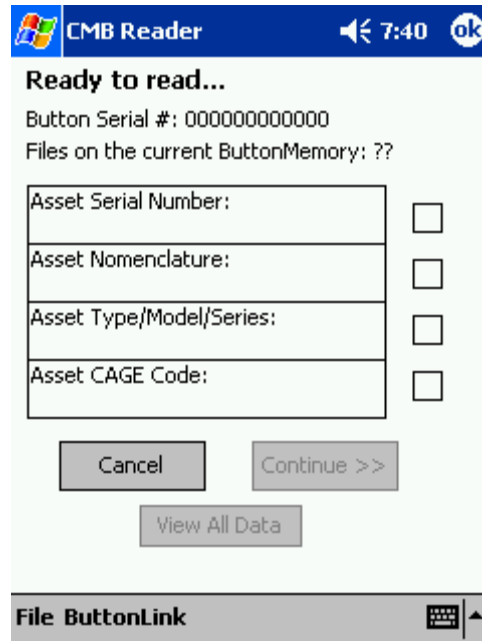 CMB Reader 7:40 ok
Ready to read...
Button Serial #: 000000000000
Files on the current ButtonMemory: ??
Asset Serial Number:
Asset Nomenclature:
Asset Type/Model/Series:
Asset CAGE Code:
Cancel Continue >>
View All Data
File ButtonLink